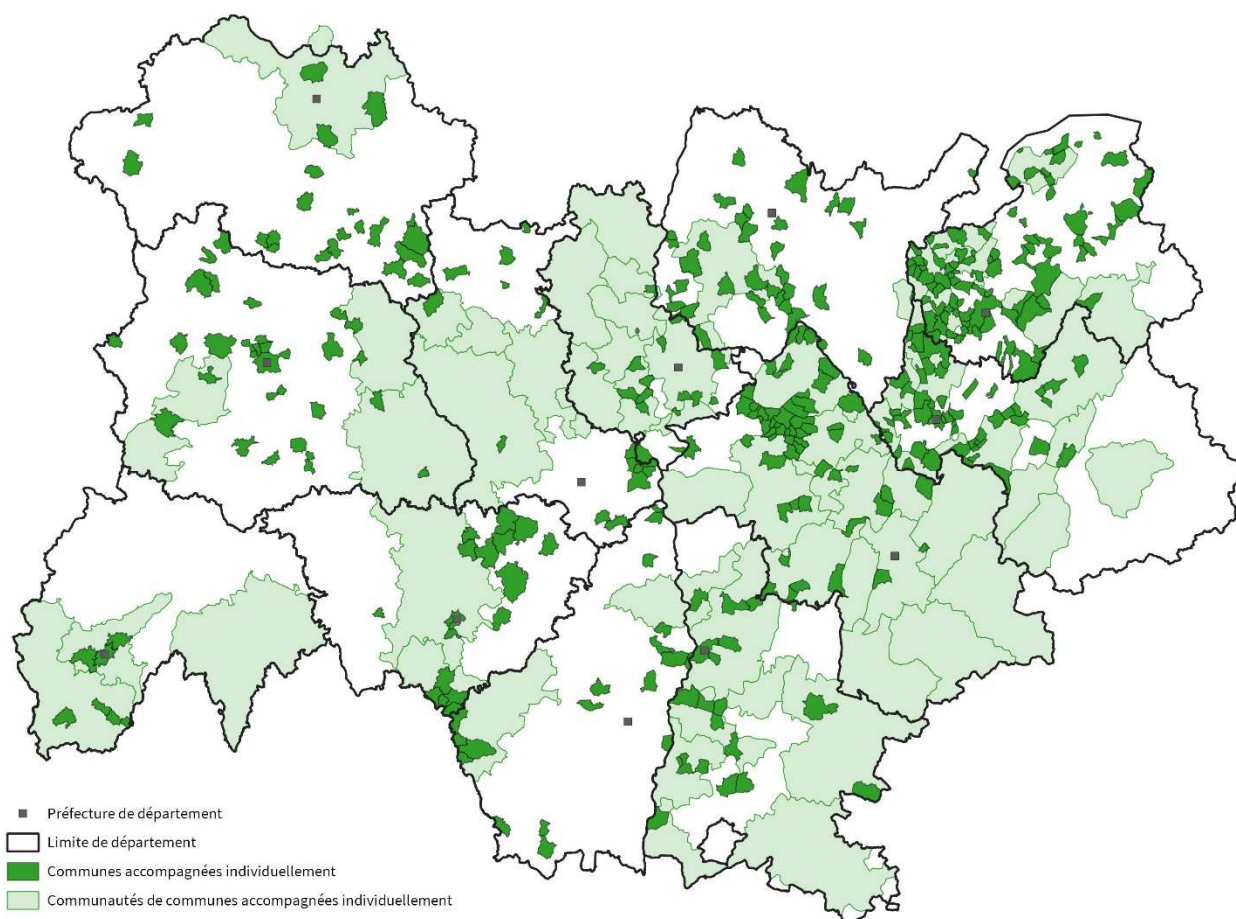 Préfecture de département
Limite de département
Communes accompagnées individuellement
Communautés de communes accompagnées individuellement